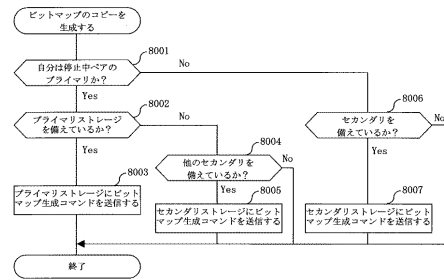 ビットマップのコピーを
生成する
8001
自分は停止中ペアの
プライマリか?
No
Yes
8002
プライマリストレージ
を備えているか?
No
Yes
8003
プライマリストレージにビット
マップ生成コマンドを送信する
8004
他のセカンダリを
備えているか?
No
Yes
8005
セカンダリストレージにビット
マップ生成コマンドを送信する
8006
セカンダリを
備えているか?
No
Yes
8007
セカンダリストレージにビット
マップ生成コマンドを送信する
終了